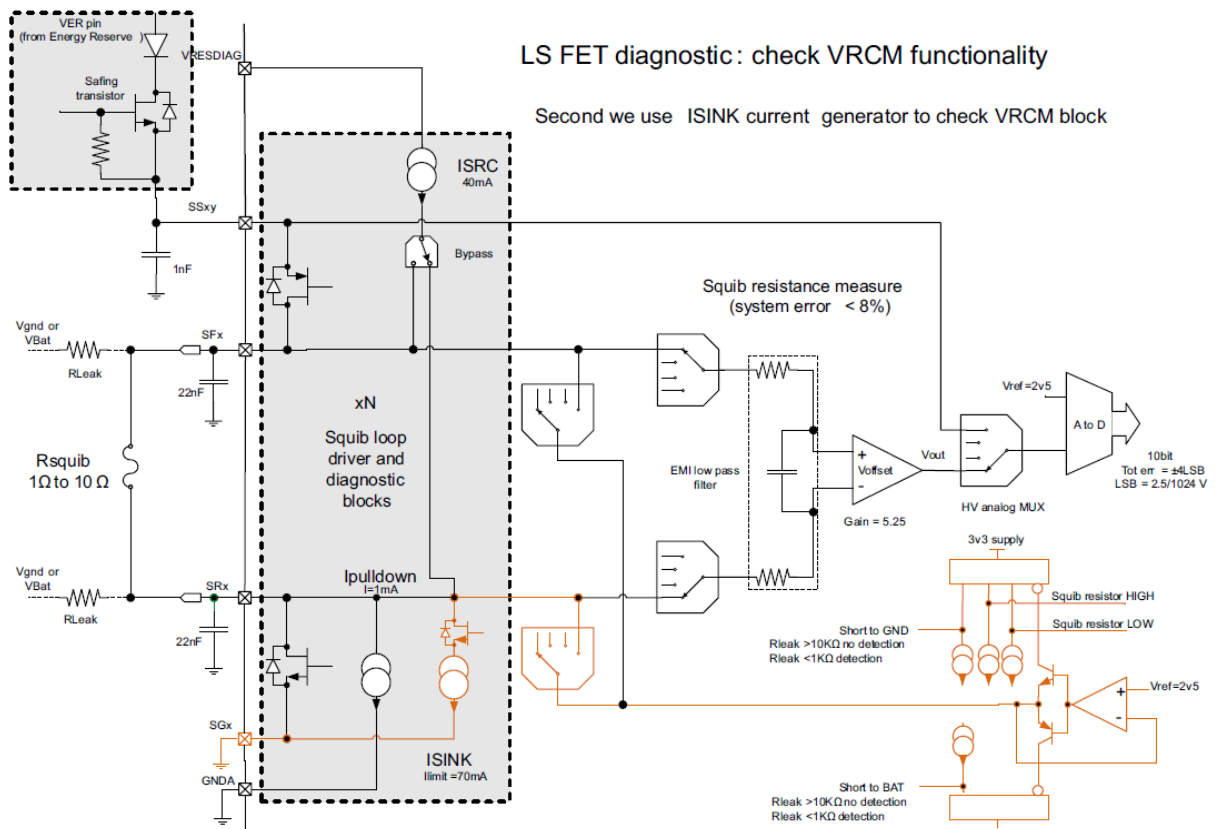 VER pin
(from Energy Reserve )
VRESDIAG
Safing
transistor
SSxy
1nF
LS FET diagnostic : check VRCM functionality
Second we use ISINK current generator to check VRCM block
ISRC
40mA
Bypass
Squib resistance measure
(system error < 8%)
Vgnd or
VBat
RLeak
SFx
22nF
Rsquib
1Ω to 10 Ω
xN
Squib loop
driver and
diagnostic
blocks
EMI low pass
filter
+
Voffset
-
Gain = 5.25
Vout
Vref=2v5
A to D
HV analog MUX
10bit
Tot err = ±4LSB
LSB = 2.5/1024 V
Vgnd or
VBat
RLeak
SRx
22nF
Ipulldown
I=1mA
SGx
GNDA
ISINK
Ilimit =70mA
3v3 supply
Squib resistor HIGH
Squib resistor LOW
Short to GND
Rleak >10KΩ no detection
Rleak <1KΩ detection
+
-
Vref=2v5
Short to BAT
Rleak >10KΩ no detection
Rleak <1KΩ detection